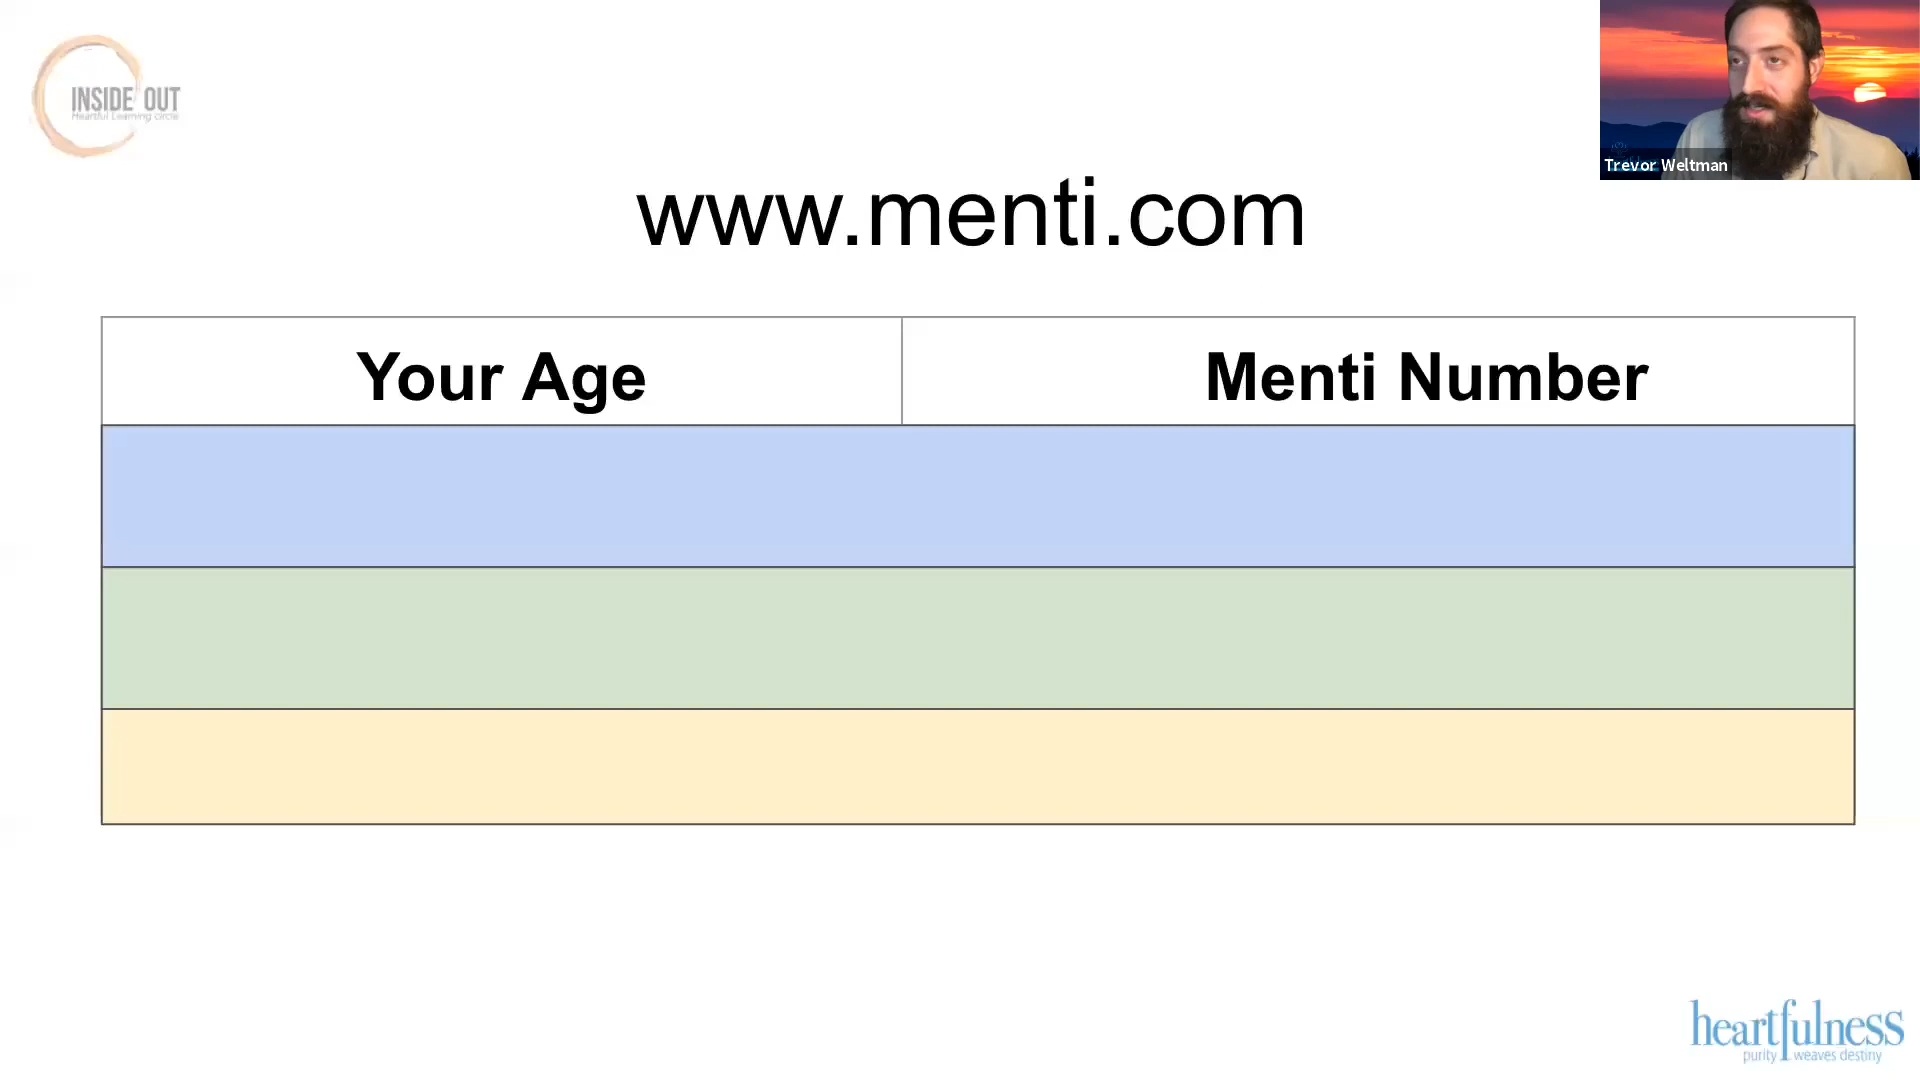 INSIDE OUT
Heartful Learning circle
Trevor Weltman
www.menti.com
Your Age
Menti Number
heartfulness
purity weaves destiny